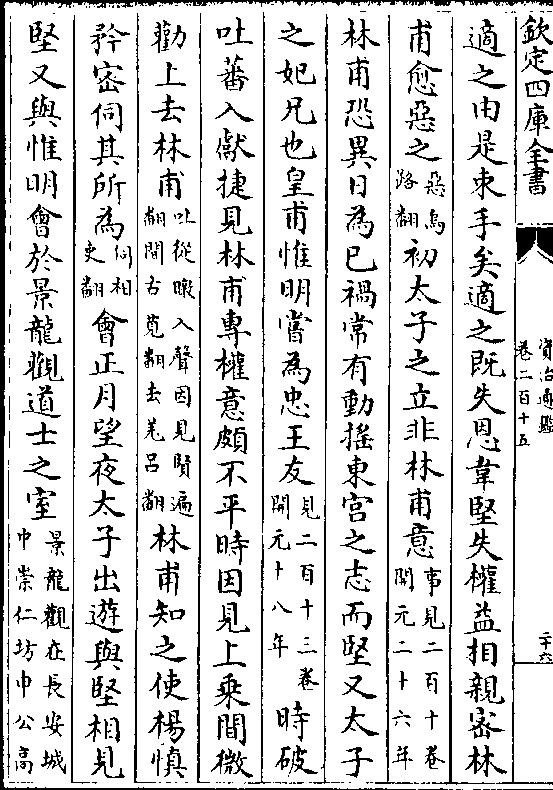 欽定四庫全書
資治通鑑
卷二百十五
二十六
適之由是束手矣適之既失恩韋堅失權益相親密林
甫愈惡之惡烏路翻初太子之立非林甫意事見二百十卷開元二十六年
林甫恐異日為己禍常有動搖東宮之志而堅又太子
之妃兄也皇甫惟明嘗為忠王友見二百十三卷開元十八年時破
吐蕃入獻捷見林甫專權意頗不平時因見上乘間微
勸上去林甫吐從暾入聲因見賢遍翻間古莧翻去羌呂翻林甫知之使楊慎
矜密伺其所為伺相吏翻會正月望夜太子出遊與堅相見
堅又與惟明會於景龍觀道士之室景龍觀在長安城中崇仁坊申公高